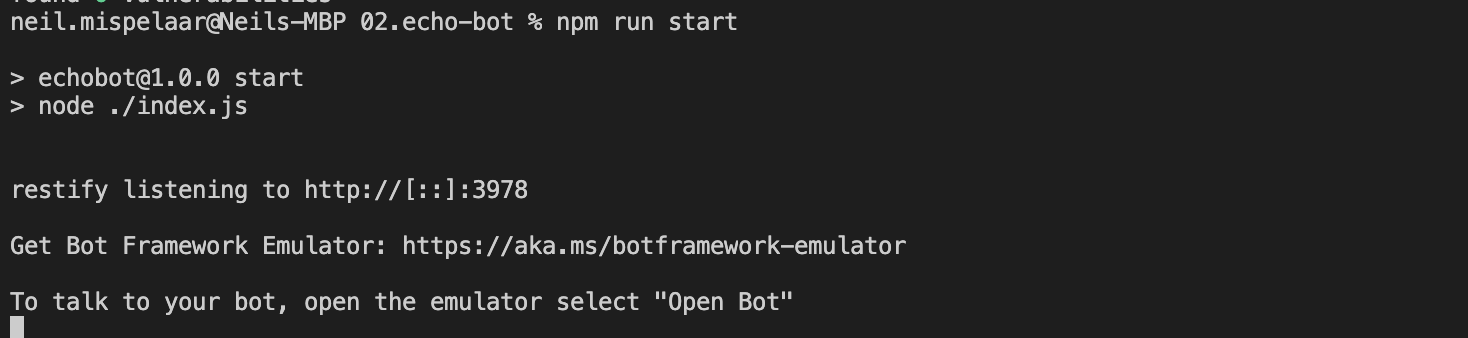 neil.mispelaar@Neils-MBP 02.echo-bot % npm run start
> echobot@1.0.0 start
> node ./index.js
restify listening to http://[::]:3978
Get Bot Framework Emulator: https://aka.ms/botframework-emulator
To talk to your bot, open the emulator select "Open Bot"